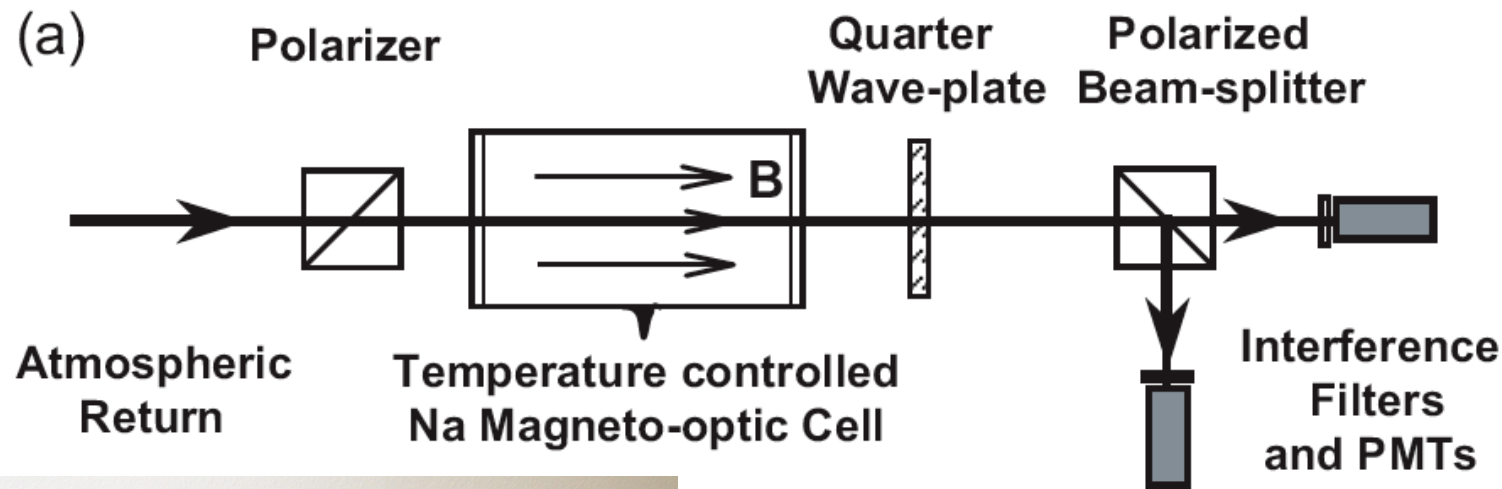 (a)
Polarizer
Quarter
Wave-plate
Polarized
Beam-splitter
B
Atmospheric
Return
Temperature controlled
Na Magneto-optic Cell
Interference
Filters
and PMTs